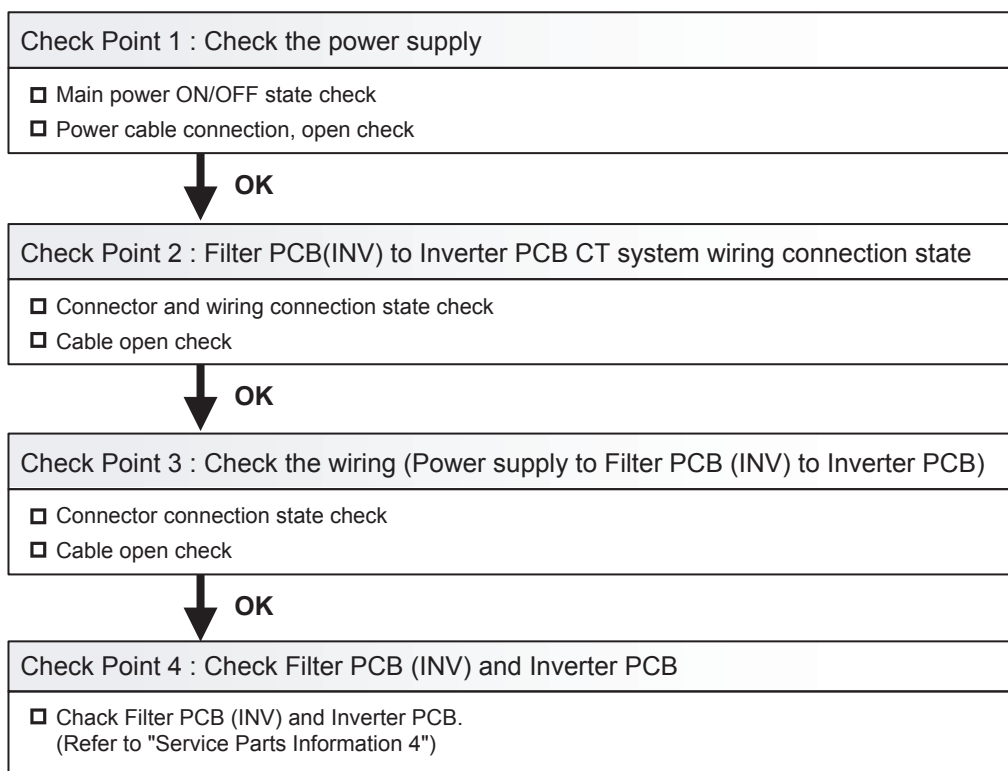 Check Point 1 : Check the power supply
Main power ON/OFF state check
Power cable connection, open check
OK
Check Point 2 : Filter PCB(INV) to Inverter PCB CT system wiring connection state
Connector and wiring connection state check
Cable open check
OK
Check Point 3 : Check the wiring (Power supply to Filter PCB (INV) to Inverter PCB)
Connector connection state check
Cable open check
OK
Check Point 4 : Check Filter PCB (INV) and Inverter PCB
Chack Filter PCB (INV) and Inverter PCB.
(Refer to "Service Parts Information 4")